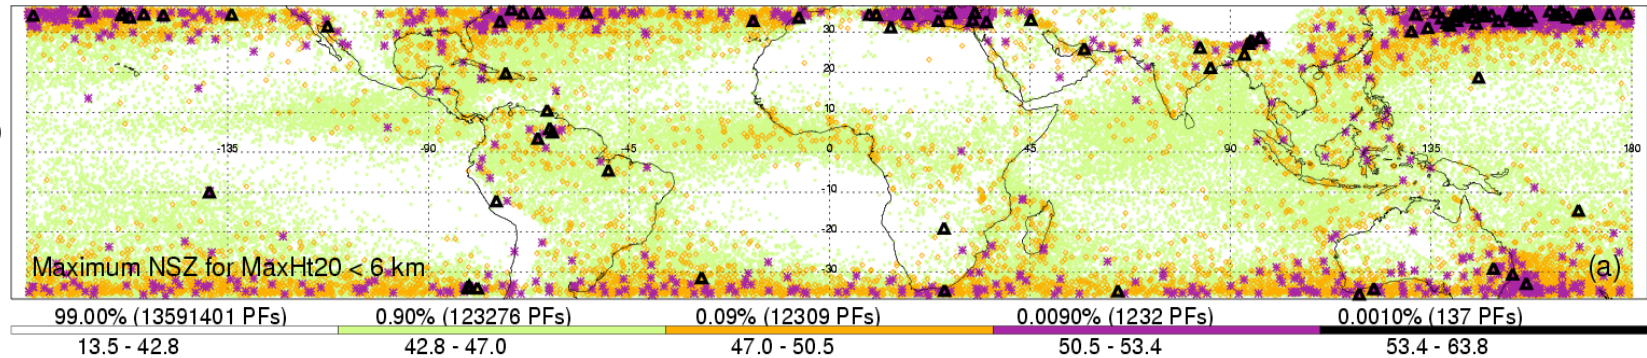 30
20
10
-135 -90 -45 0 45 90 135 180
-10
-20
-30
Maximum NSZ for MaxHt20 < 6 km (a)
99.00% (13591401 PFs) 0.90% (123276 PFs) 0.09% (12309 PFs) 0.0090% (1232 PFs) 0.0010% (137 PFs)
13.5 - 42.8 42.8 - 47.0 47.0 - 50.5 50.5 - 53.4 53.4 - 63.8